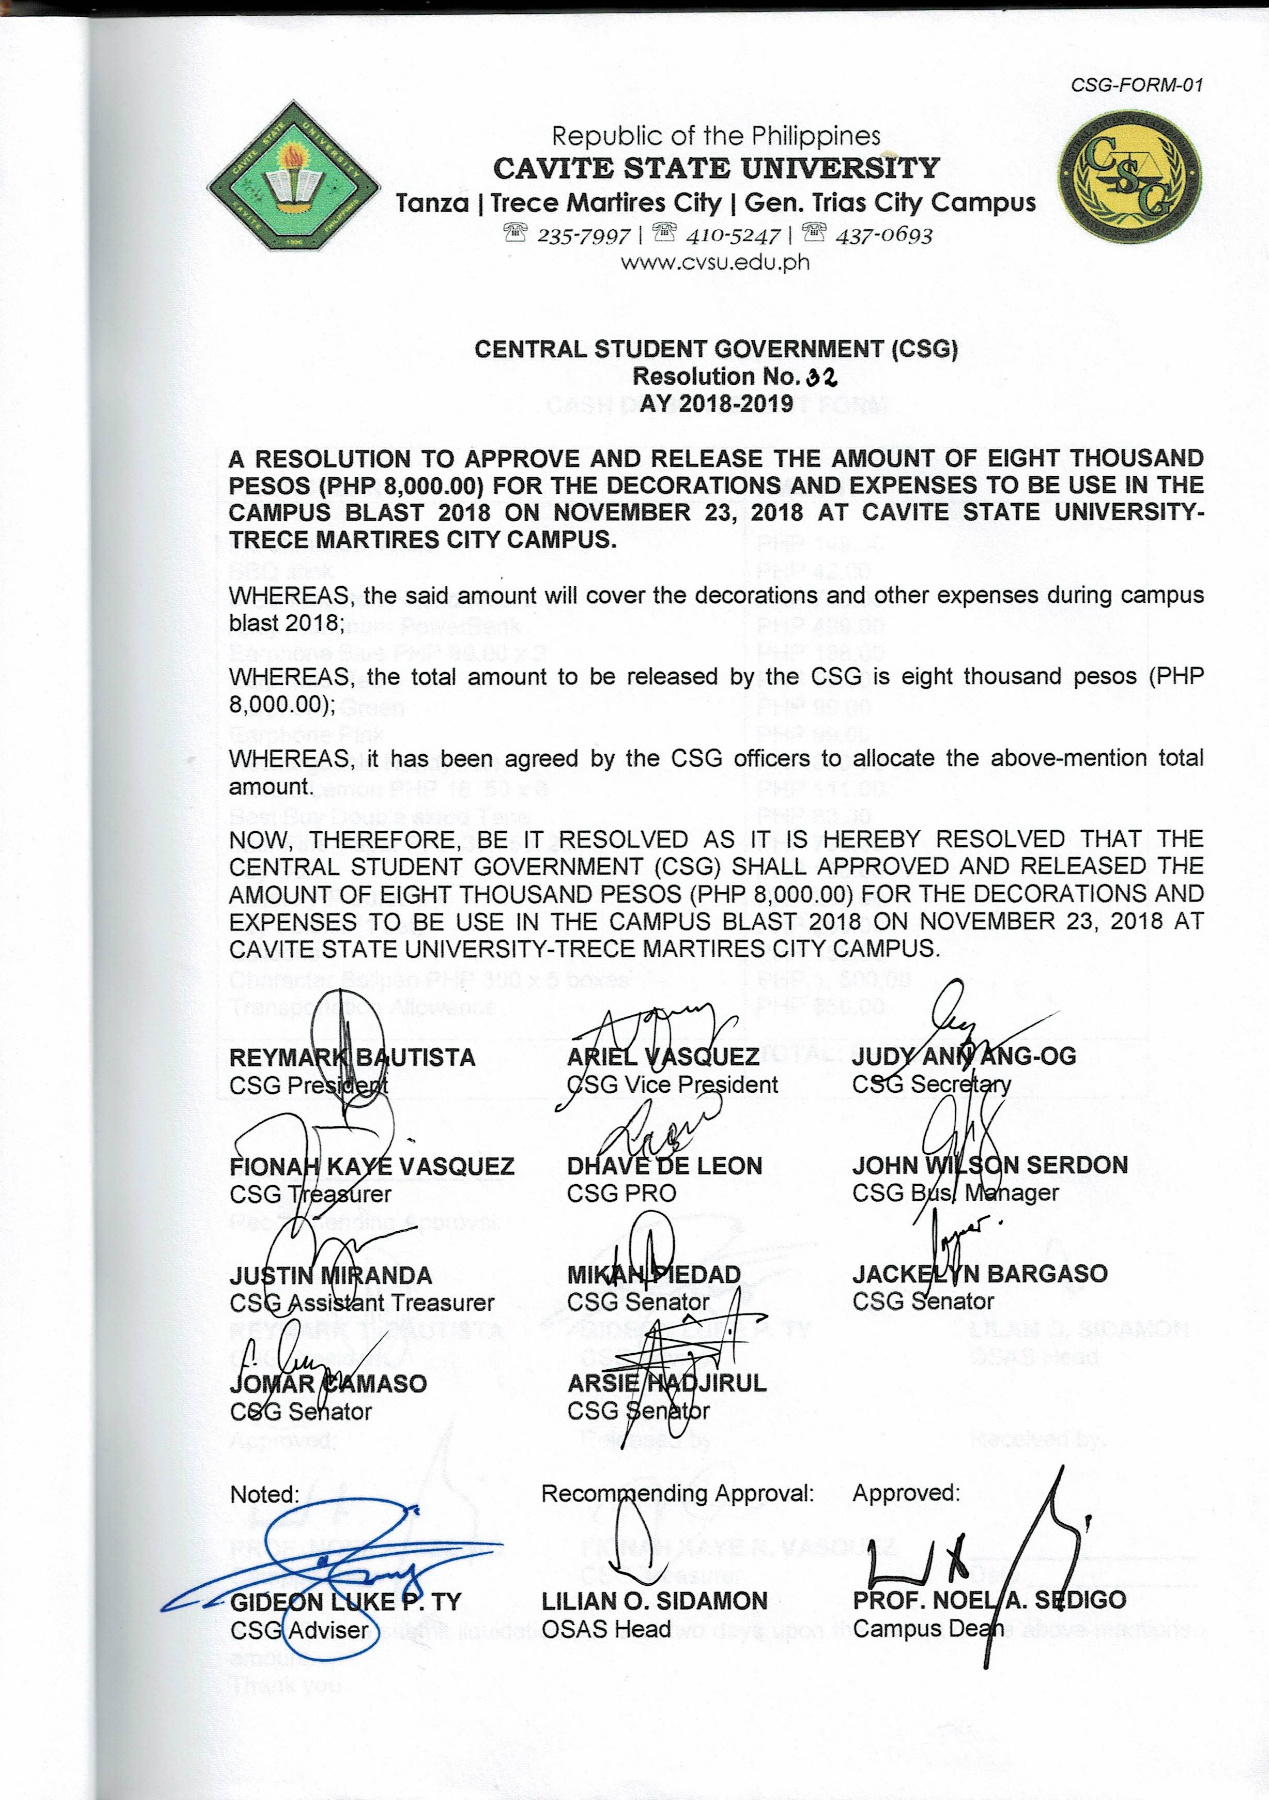 CSG-FORM-01
Republic of the Philippines
CAVITE STATE UNIVERSITY
Tanza | Trece Martires City | Gen. Trias City Campus
☏ 235-7997 | ☏ 410-5247 | ☏ 437-0693
www.cvsu.edu.ph
CENTRAL STUDENT GOVERNMENT (CSG)
Resolution No. 32
AY 2018-2019
A RESOLUTION TO APPROVE AND RELEASE THE AMOUNT OF EIGHT THOUSAND
PESOS (PHP 8,000.00) FOR THE DECORATIONS AND EXPENSES TO BE USE IN THE
CAMPUS BLAST 2018 ON NOVEMBER 23, 2018 AT CAVITE STATE UNIVERSITY-
TRECE MARTIRES CITY CAMPUS.
WHEREAS, the said amount will cover the decorations and other expenses during campus
blast 2018;
WHEREAS, the total amount to be released by the CSG is eight thousand pesos (PHP
8,000.00);
WHEREAS, it has been agreed by the CSG officers to allocate the above-mention total
amount.
NOW, THEREFORE, BE IT RESOLVED AS IT IS HEREBY RESOLVED THAT THE
CENTRAL STUDENT GOVERNMENT (CSG) SHALL APPROVED AND RELEASED THE
AMOUNT OF EIGHT THOUSAND PESOS (PHP 8,000.00) FOR THE DECORATIONS AND
EXPENSES TO BE USE IN THE CAMPUS BLAST 2018 ON NOVEMBER 23, 2018 AT
CAVITE STATE UNIVERSITY-TRECE MARTIRES CITY CAMPUS.
REYMARK BAUTISTA ARIEL VASQUEZ JUDY ANN ANG-OG
CSG President CSG Vice President CSG Secretary
FIONAH KAYE VASQUEZ DHAVE DE LEON JOHN WILSON SERDON
CSG Treasurer CSG PRO CSG Bus. Manager
JUSTIN MIRANDA MIKAH PIEDAD JACKELYN BARGASO
CSG Assistant Treasurer CSG Senator CSG Senator
JOMAR CAMASO ARSIE HADJIRUL
CSG Senator CSG Senator
Noted: Recommending Approval: Approved:
GIDEON LUKE P. TY LILIAN O. SIDAMON PROF. NOEL A. SEDIGO
CSG Adviser OSAS Head Campus Dean